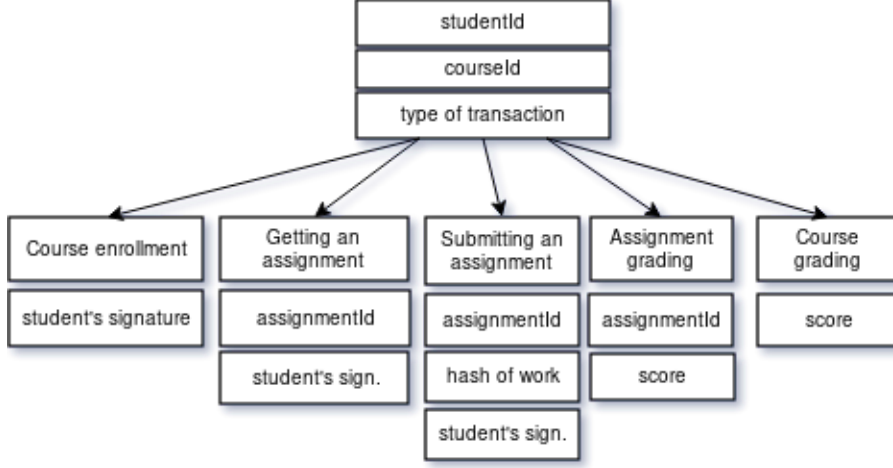 studentId
courseId
type of transaction
Course enrollment
student's signature
Getting an
assignment
assignmentId
student's sign.
Submitting an
assignment
assignmentId
hash of work
student's sign.
Assignment
grading
assignmentId
score
Course
grading
score